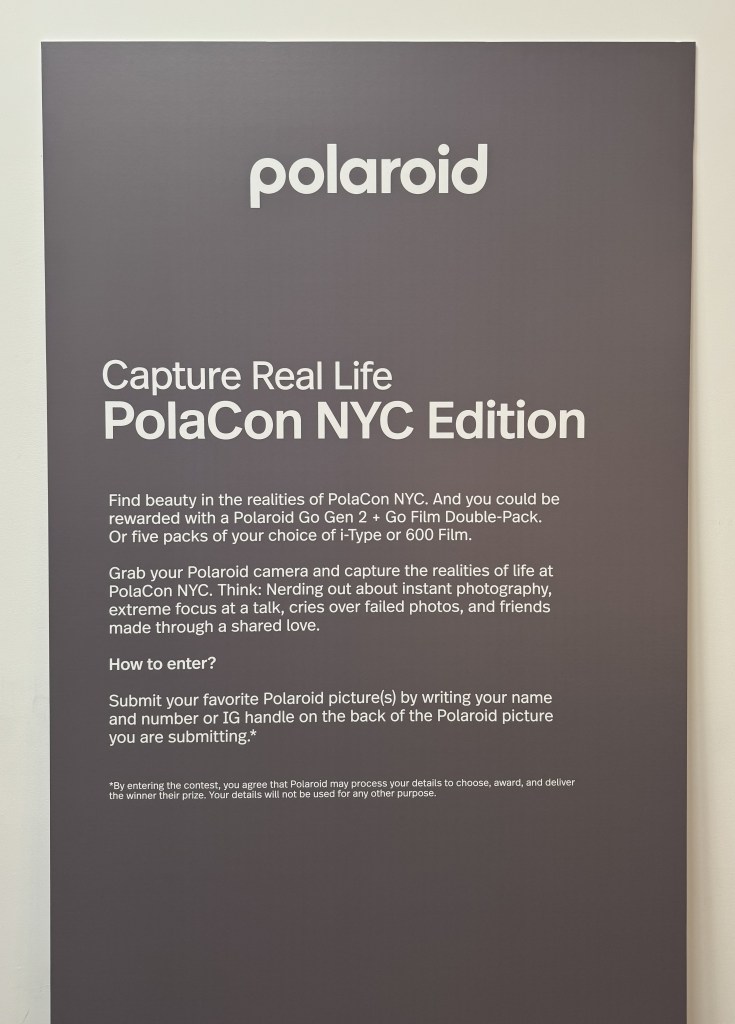 polaroid
Capture Real Life
PolaCon NYC Edition
Find beauty in the realities of PolaCon NYC. And you could be
rewarded with a Polaroid Go Gen 2 + Go Film Double-Pack.
Or five packs of your choice of i-Type or 600 Film.
Grab your Polaroid camera and capture the realities of life at
PolaCon NYC. Think: Nerding out about instant photography,
extreme focus at a talk, cries over failed photos, and friends
made through a shared love.
How to enter?
Submit your favorite Polaroid picture(s) by writing your name
and number or IG handle on the back of the Polaroid picture
you are submitting.*
*By entering the contest, you agree that Polaroid may process your details to choose, award, and deliver
the winner their prize. Your details will not be used for any other purpose.